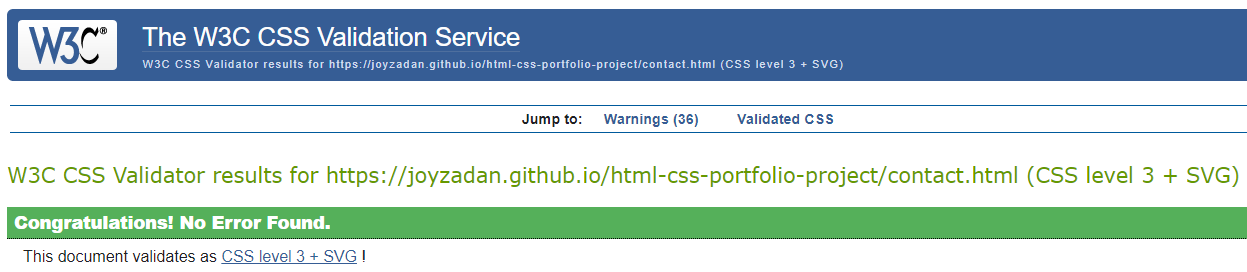 W3C®
The W3C CSS Validation Service
W3C CSS Validator results for https://joyzadan.github.io/html-css-portfolio-project/contact.html (CSS level 3 + SVG)
Jump to: Warnings (36) Validated CSS
W3C CSS Validator results for https://joyzadan.github.io/html-css-portfolio-project/contact.html (CSS level 3 + SVG)
Congratulations! No Error Found.
This document validates as CSS level 3 + SVG !